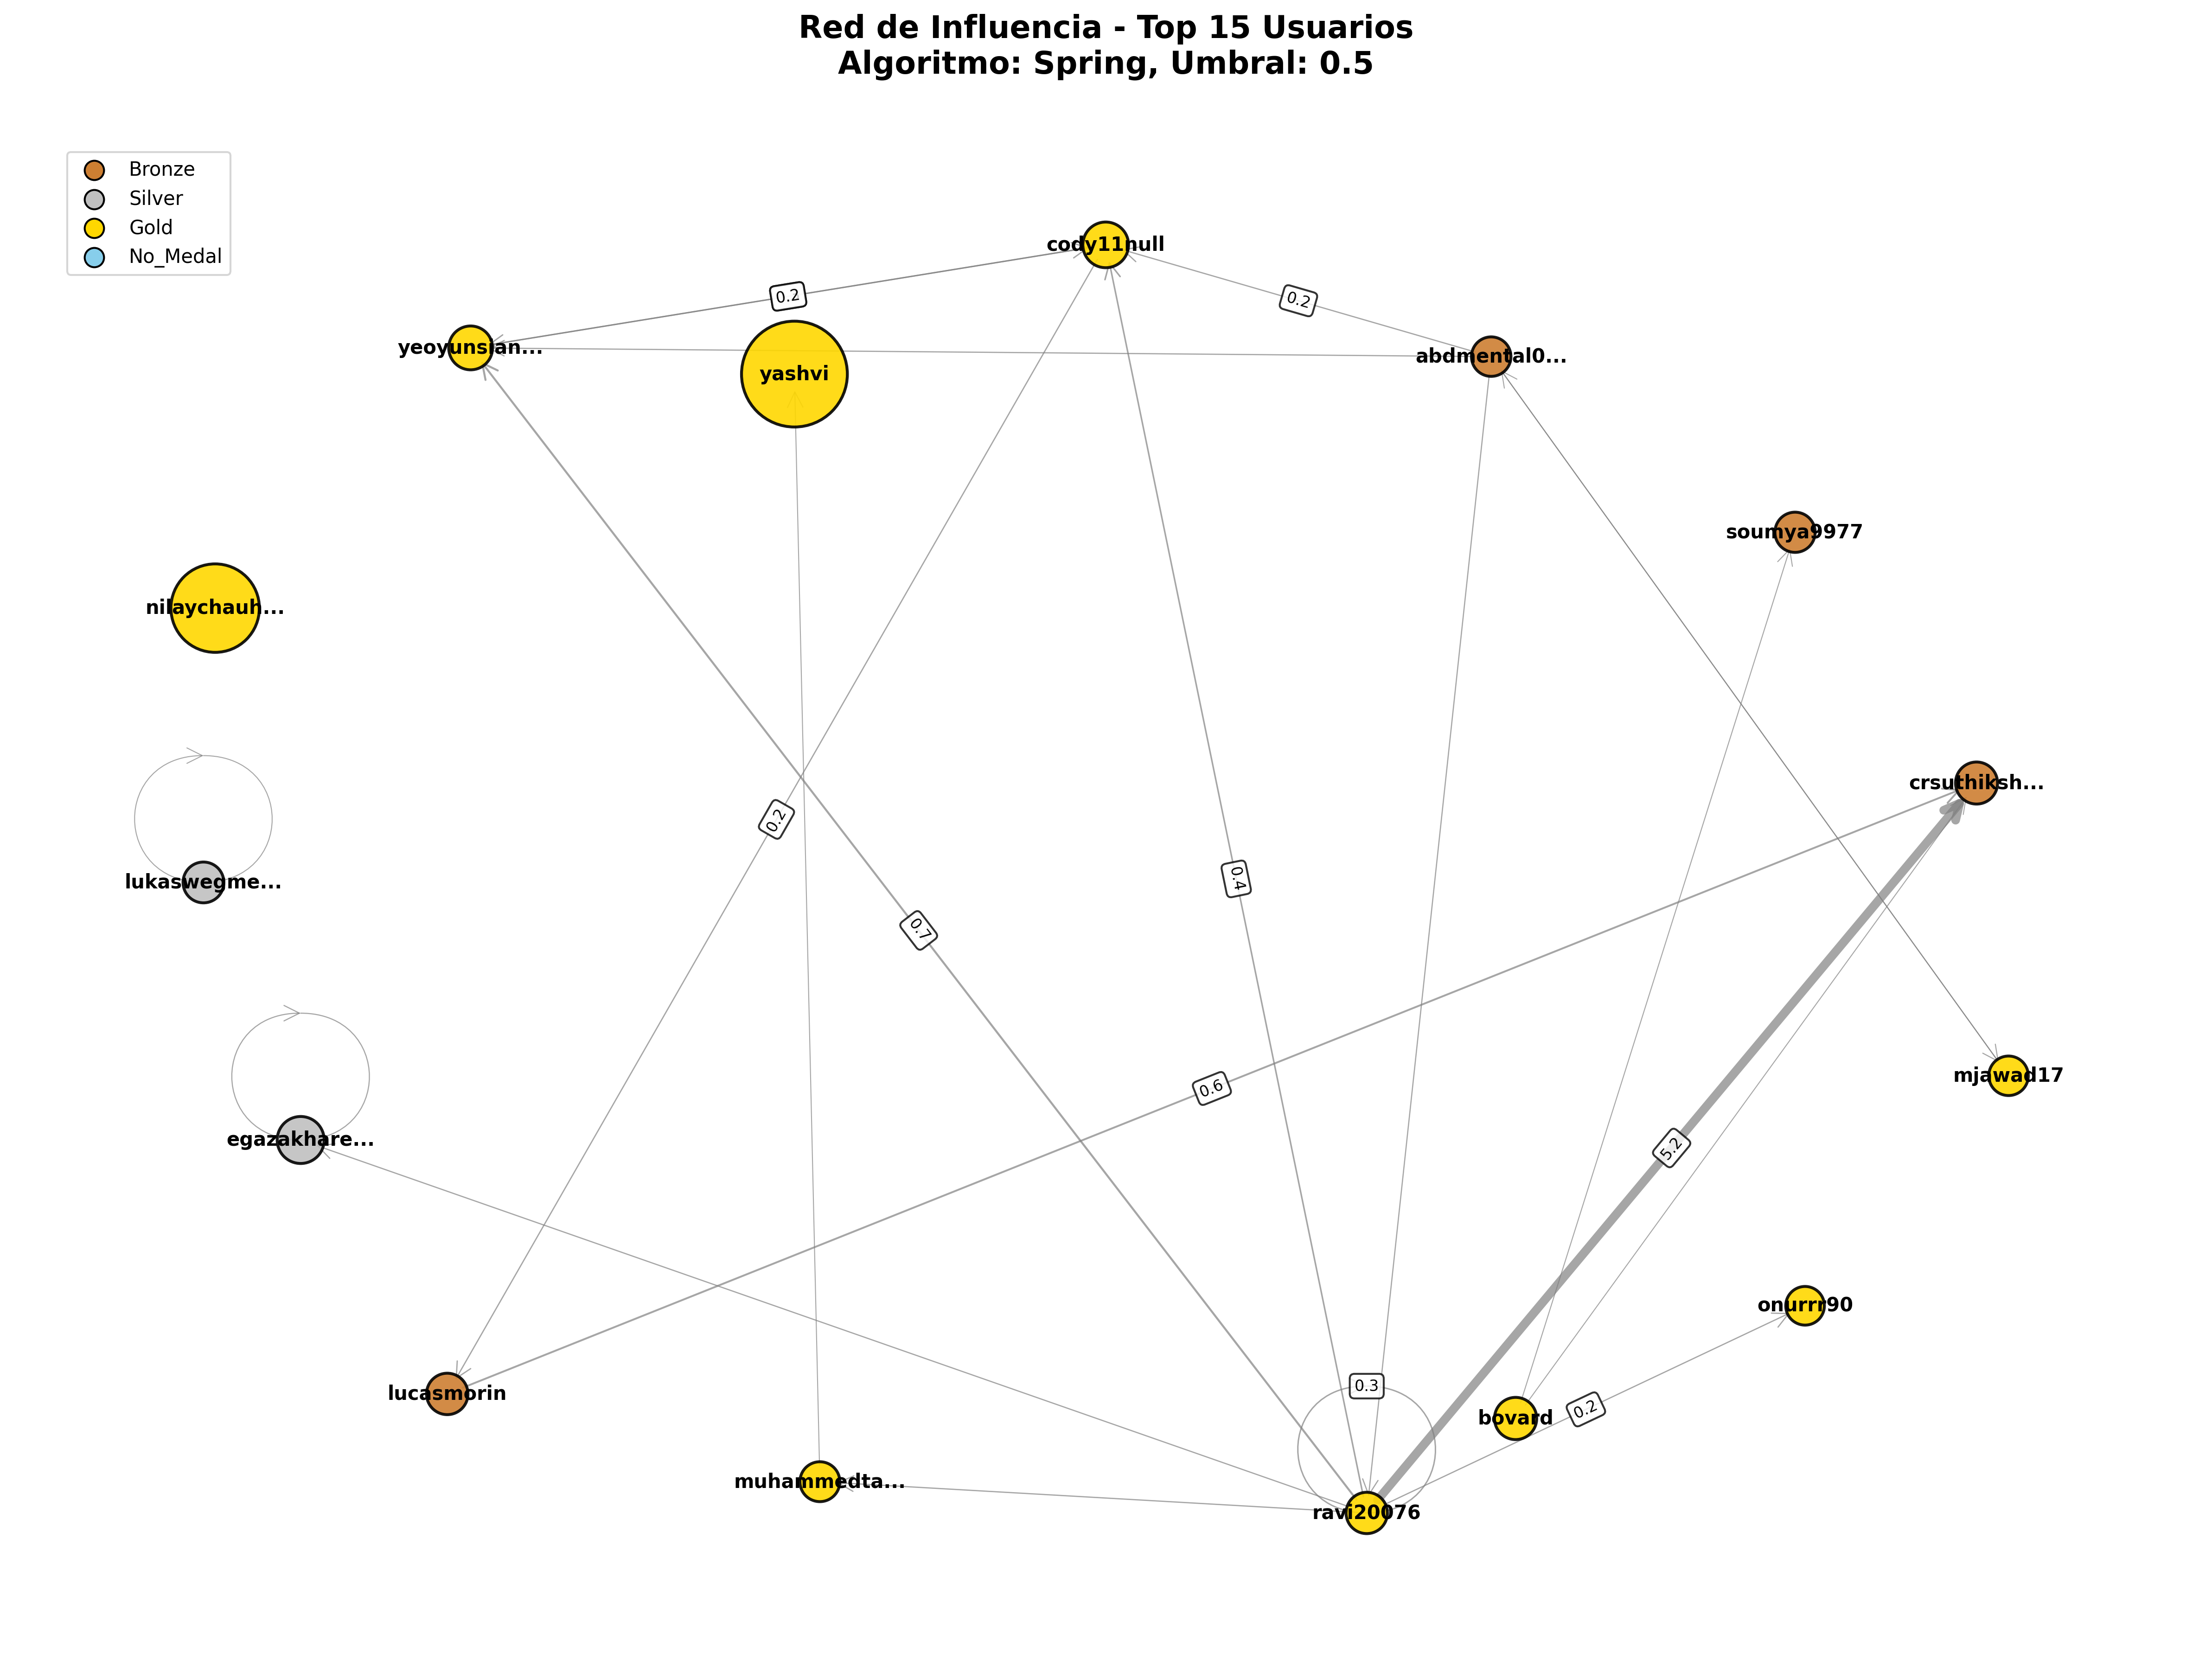 Red de Influencia - Top 15 Usuarios
Algoritmo: Spring, Umbral: 0.5
Bronze
Silver
Gold
No_Medal
cody11null
0.2
0.2
yeoyunsian...
abdmental0...
yashvi
soumya9977
nilaychauh...
crsuthiksh...
0.2
0.4
lukaswegme...
0.7
mjawad17
0.6
egazakhare...
5.2
onurrr90
0.3
lucasmorin
0.2
bovard
muhammedta...
ravi20076